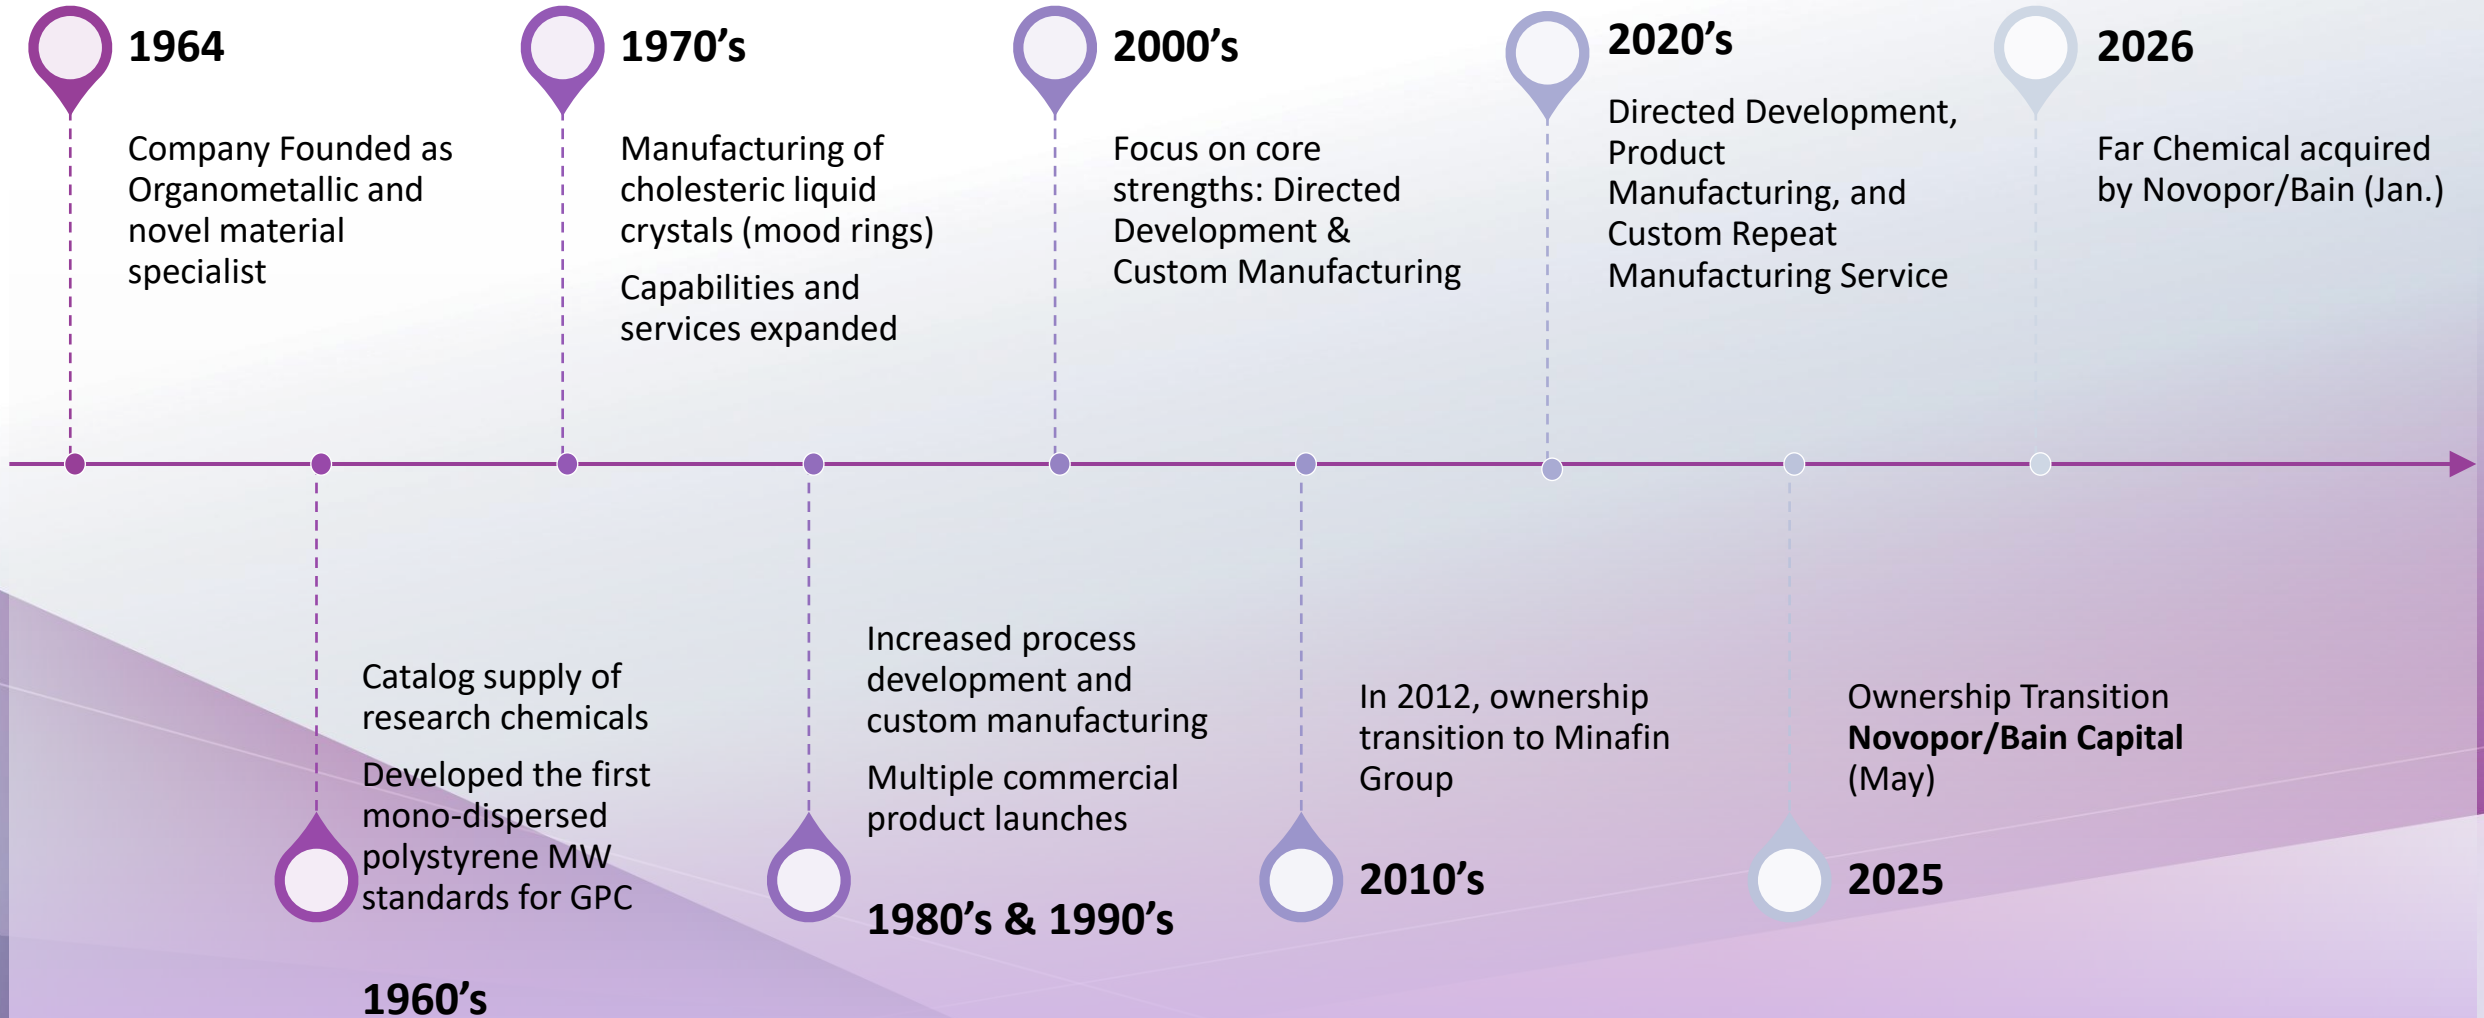 1964
Company Founded as
Organometallic and
novel material
specialist
Catalog supply of
research chemicals
Developed the first
mono-dispersed
polystyrene MW
standards for GPC
1960’s
1970’s
Manufacturing of
cholesteric liquid
crystals (mood rings)
Capabilities and
services expanded
Increased process
development and
custom manufacturing
Multiple commercial
product launches
1980’s & 1990’s
2000’s
Focus on core
strengths: Directed
Development &
Custom Manufacturing
In 2012, ownership
transition to Minafin
Group
2010’s
2020’s
Directed Development,
Product
Manufacturing, and
Custom Repeat
Manufacturing Service
Ownership Transition
Novopor/Bain Capital
(May)
2025
2026
Far Chemical acquired
by Novopor/Bain (Jan.)